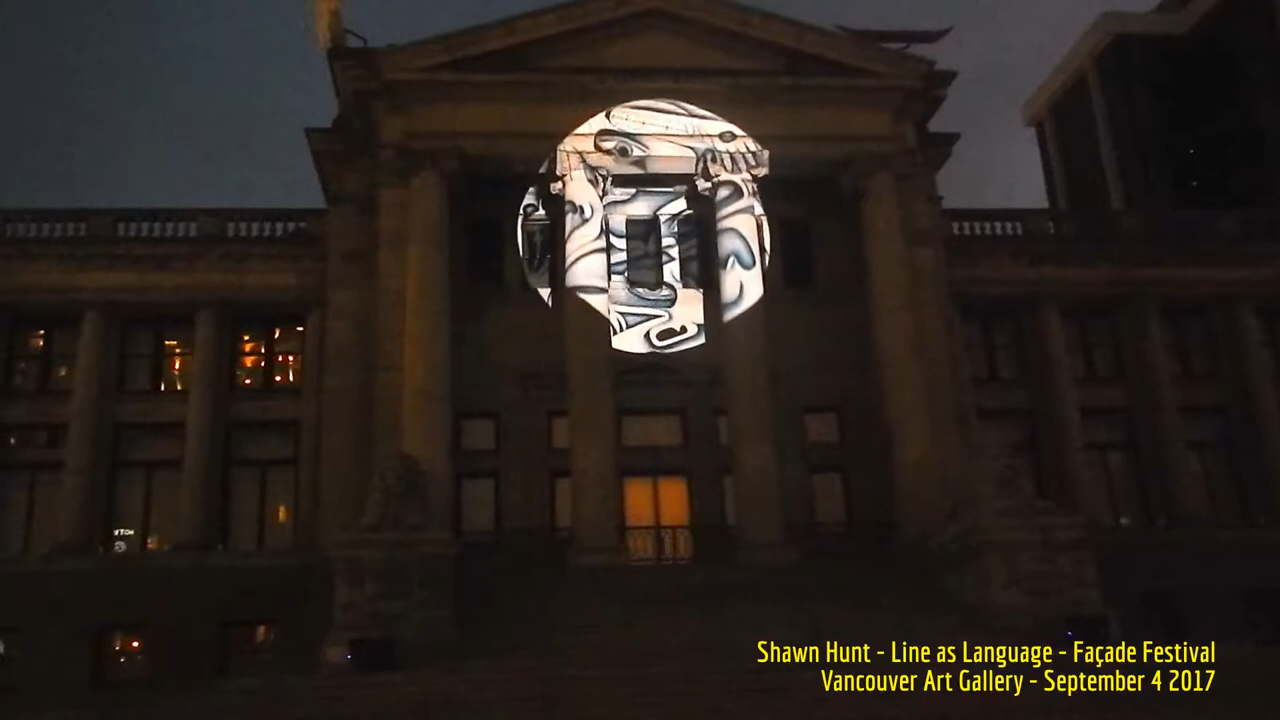 Shawn Hunt - Line as Language - Façade Festival
Vancouver Art Gallery - September 4 2017